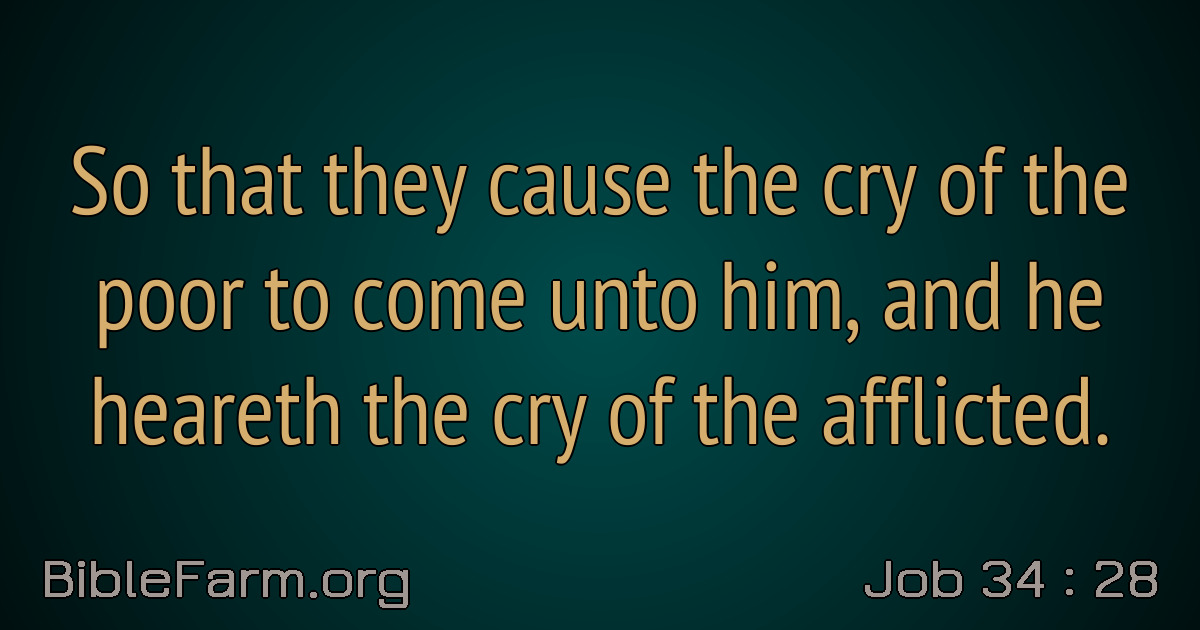 So that they cause the cry of the
poor to come unto him, and he
heareth the cry of the afflicted.
BibleFarm.org
Job 34 : 28